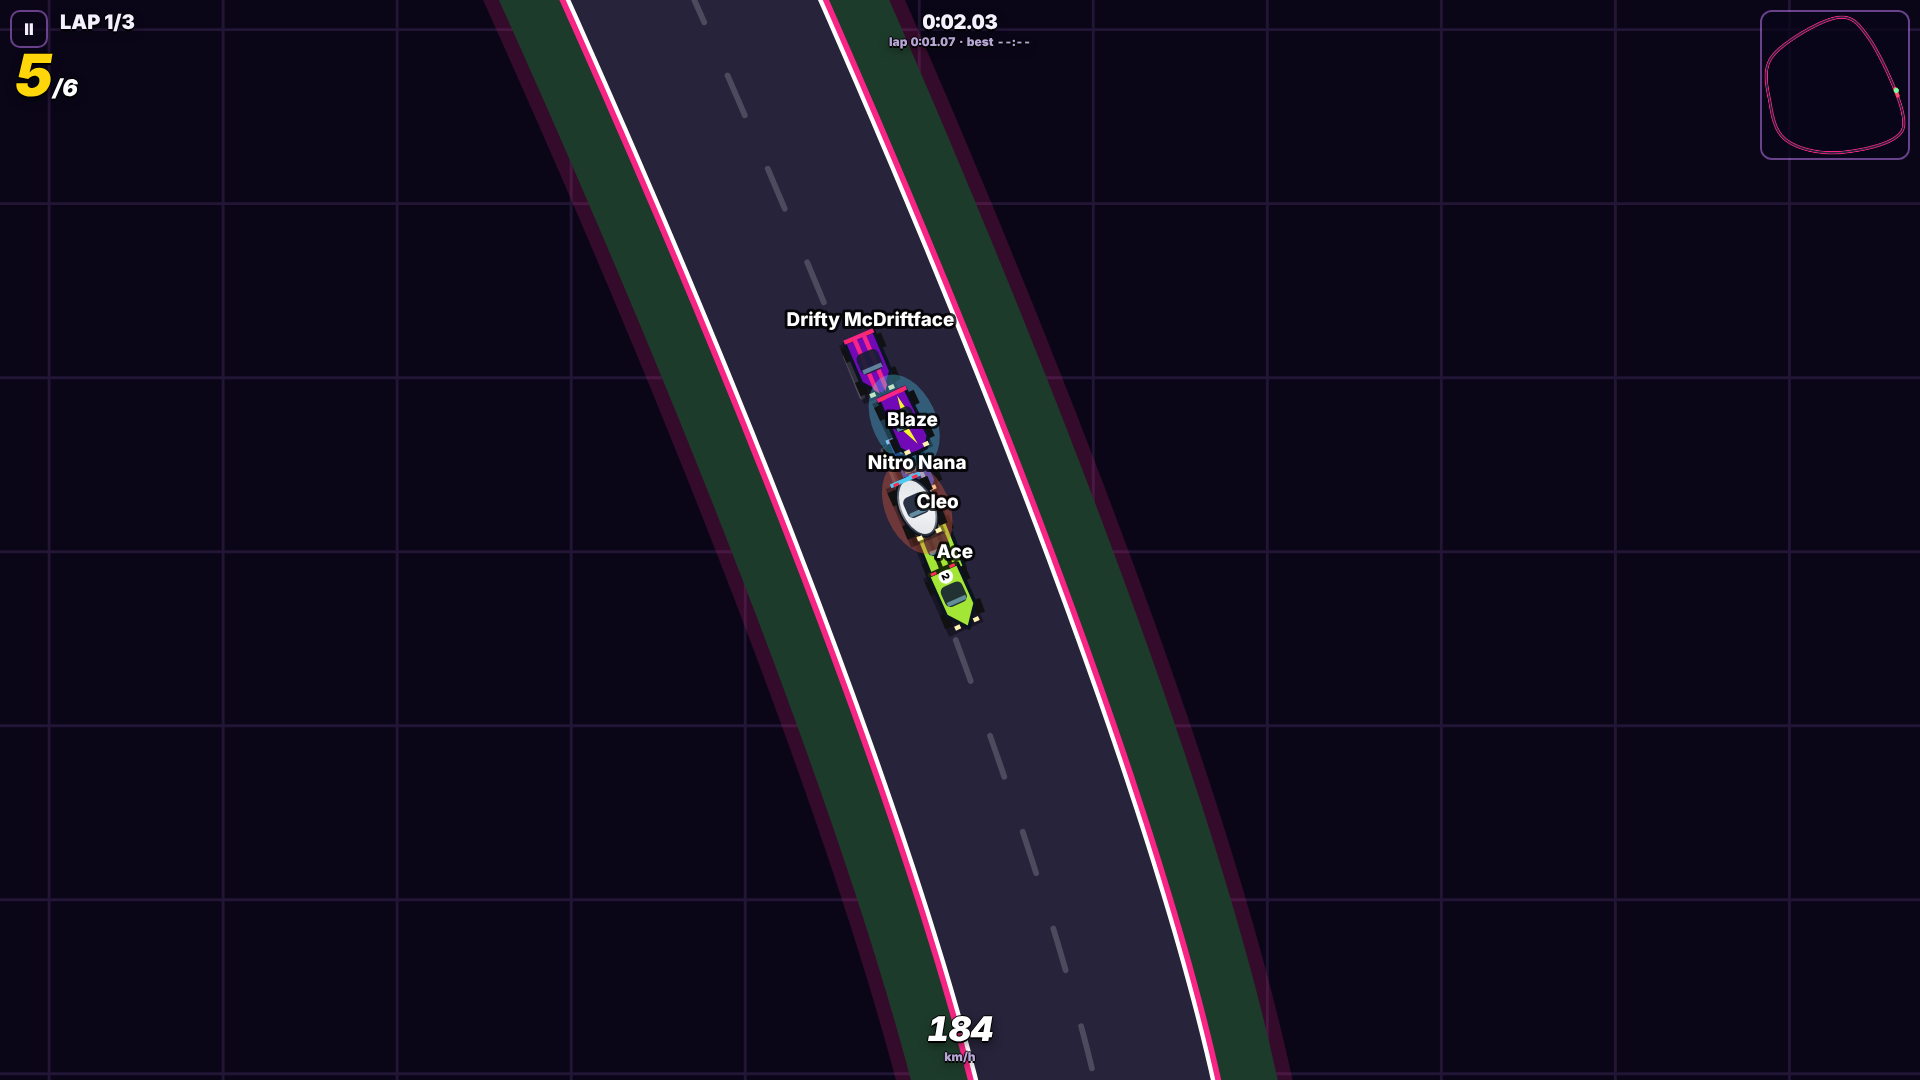 LAP 1/3
5/6
0:02.03
lap 0:01.07 · best --:--
Drifty McDriftface
Blaze
Nitro Nana
Cleo
Ace
2
184
km/h